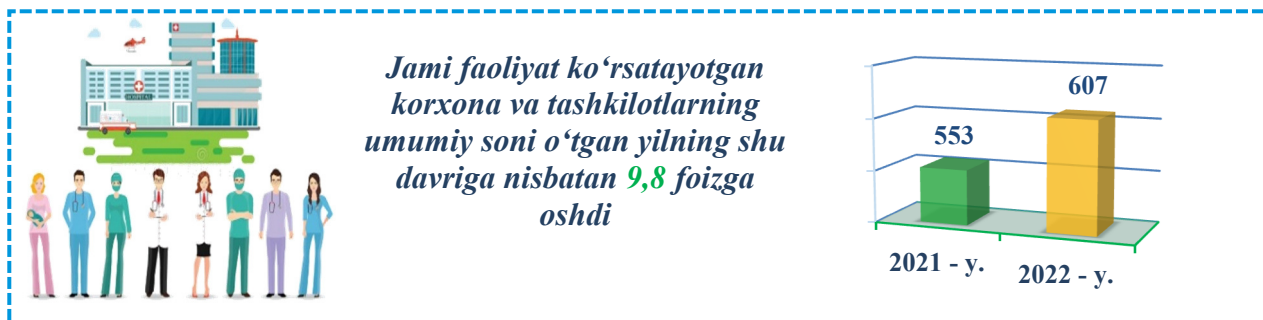 HOSPITAL
Jami faoliyat ko‘rsatayotgan
korxona va tashkilotlarning
umumiy soni o‘tgan yilning shu
davriga nisbatan 9,8 foizga
oshdi
607
553
2021 - y.
2022 - y.